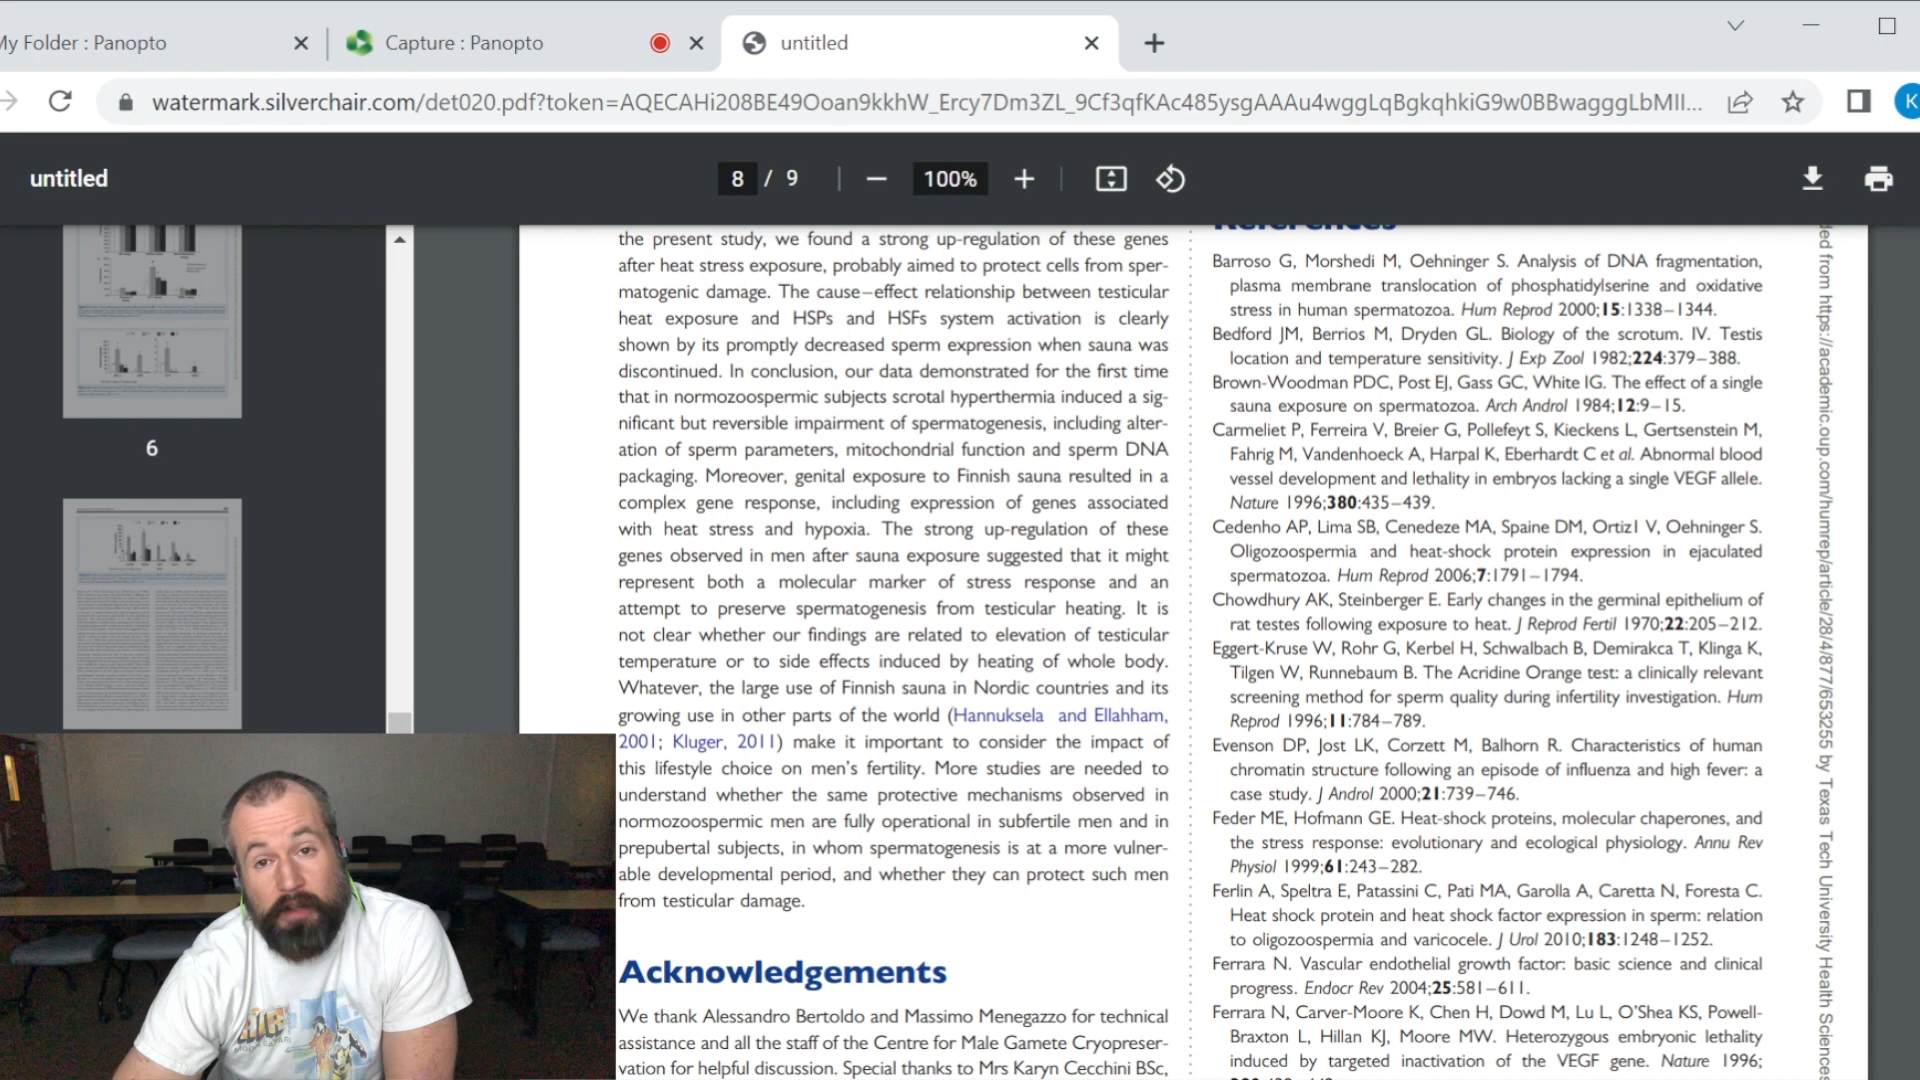 My Folder : Panopto
Capture : Panopto
untitled
watermark.silverchair.com/det020.pdf?token=AQECAHi208BE49Ooan9kkhW_Ercy7Dm3ZL_9Cf3qfKAc485ysgAAAu4wggLqBgkqhkiG9w0BBwagggLbMII...
K
untitled
8 / 9
100%
6
the present study, we found a strong up-regulation of these genes
after heat stress exposure, probably aimed to protect cells from sper-
matogenic damage. The cause–effect relationship between testicular
heat exposure and HSPs and HSFs system activation is clearly
shown by its promptly decreased sperm expression when sauna was
discontinued. In conclusion, our data demonstrated for the first time
that in normozoospermic subjects scrotal hyperthermia induced a sig-
nificant but reversible impairment of spermatogenesis, including alter-
ation of sperm parameters, mitochondrial function and sperm DNA
packaging. Moreover, genital exposure to Finnish sauna resulted in a
complex gene response, including expression of genes associated
with heat stress and hypoxia. The strong up-regulation of these
genes observed in men after sauna exposure suggested that it might
represent both a molecular marker of stress response and an
attempt to preserve spermatogenesis from testicular heating. It is
not clear whether our findings are related to elevation of testicular
temperature or to side effects induced by heating of whole body.
Whatever, the large use of Finnish sauna in Nordic countries and its
growing use in other parts of the world (Hannuksela and Ellahham,
2001; Kluger, 2011) make it important to consider the impact of
this lifestyle choice on men's fertility. More studies are needed to
understand whether the same protective mechanisms observed in
normozoospermic men are fully operational in subfertile men and in
prepubertal subjects, in whom spermatogenesis is at a more vulner-
able developmental period, and whether they can protect such men
from testicular damage.
Acknowledgements
We thank Alessandro Bertoldo and Massimo Menegazzo for technical
assistance and all the staff of the Centre for Male Gamete Cryopreser-
vation for helpful discussion. Special thanks to Mrs Karyn Cecchini BSc,
References
Barroso G, Morshedi M, Oehninger S. Analysis of DNA fragmentation,
plasma membrane translocation of phosphatidylserine and oxidative
stress in human spermatozoa. Hum Reprod 2000;15:1338–1344.
Bedford JM, Berrios M, Dryden GL. Biology of the scrotum. IV. Testis
location and temperature sensitivity. J Exp Zool 1982;224:379–388.
Brown-Woodman PDC, Post EJ, Gass GC, White IG. The effect of a single
sauna exposure on spermatozoa. Arch Androl 1984;12:9–15.
Carmeliet P, Ferreira V, Breier G, Pollefeyt S, Kieckens L, Gertsenstein M,
Fahrig M, Vandenhoeck A, Harpal K, Eberhardt C et al. Abnormal blood
vessel development and lethality in embryos lacking a single VEGF allele.
Nature 1996;380:435–439.
Cedenho AP, Lima SB, Cenedeze MA, Spaine DM, Ortiz1 V, Oehninger S.
Oligozoospermia and heat-shock protein expression in ejaculated
spermatozoa. Hum Reprod 2006;7:1791–1794.
Chowdhury AK, Steinberger E. Early changes in the germinal epithelium of
rat testes following exposure to heat. J Reprod Fertil 1970;22:205–212.
Eggert-Kruse W, Rohr G, Kerbel H, Schwalbach B, Demirakca T, Klinga K,
Tilgen W, Runnebaum B. The Acridine Orange test: a clinically relevant
screening method for sperm quality during infertility investigation. Hum
Reprod 1996;11:784–789.
Evenson DP, Jost LK, Corzett M, Balhorn R. Characteristics of human
chromatin structure following an episode of influenza and high fever: a
case study. J Androl 2000;21:739–746.
Feder ME, Hofmann GE. Heat-shock proteins, molecular chaperones, and
the stress response: evolutionary and ecological physiology. Annu Rev
Physiol 1999;61:243–282.
Ferlin A, Speltra E, Patassini C, Pati MA, Garolla A, Caretta N, Foresta C.
Heat shock protein and heat shock factor expression in sperm: relation
to oligozoospermia and varicocele. J Urol 2010;183:1248–1252.
Ferrara N. Vascular endothelial growth factor: basic science and clinical
progress. Endocr Rev 2004;25:581–611.
Ferrara N, Carver-Moore K, Chen H, Dowd M, Lu L, O'Shea KS, Powell-
Braxton L, Hillan KJ, Moore MW. Heterozygous embryonic lethality
induced by targeted inactivation of the VEGF gene. Nature 1996;
ded from https://academic.oup.com/humrep/article/28/4/877/653255 by Texas Tech University Health Sciences